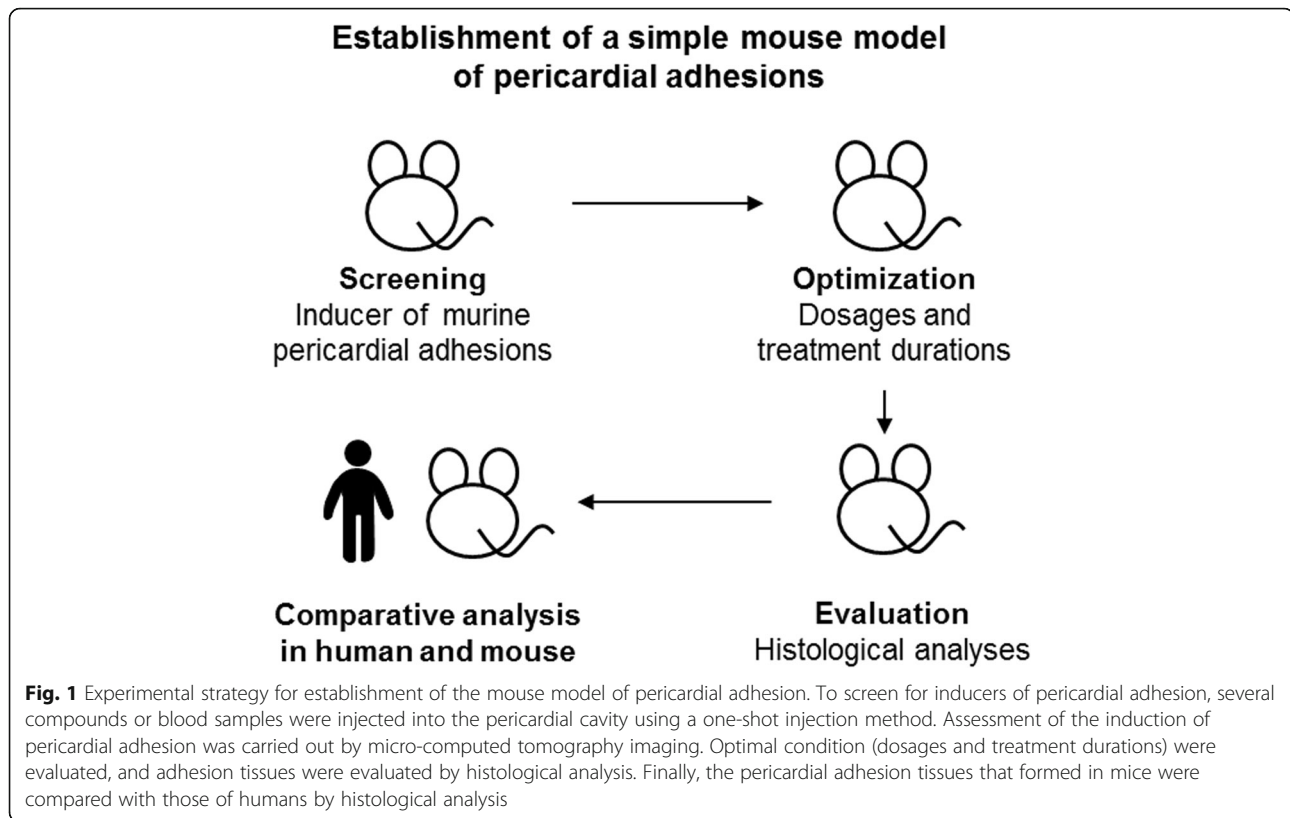 Establishment of a simple mouse model
of pericardial adhesions
Screening
Inducer of murine
pericardial adhesions
Optimization
Dosages and
treatment durations
Comparative analysis
in human and mouse
Evaluation
Histological analyses
Fig. 1 Experimental strategy for establishment of the mouse model of pericardial adhesion. To screen for inducers of pericardial adhesion, several
compounds or blood samples were injected into the pericardial cavity using a one-shot injection method. Assessment of the induction of
pericardial adhesion was carried out by micro-computed tomography imaging. Optimal condition (dosages and treatment durations) were
evaluated, and adhesion tissues were evaluated by histological analysis. Finally, the pericardial adhesion tissues that formed in mice were
compared with those of humans by histological analysis